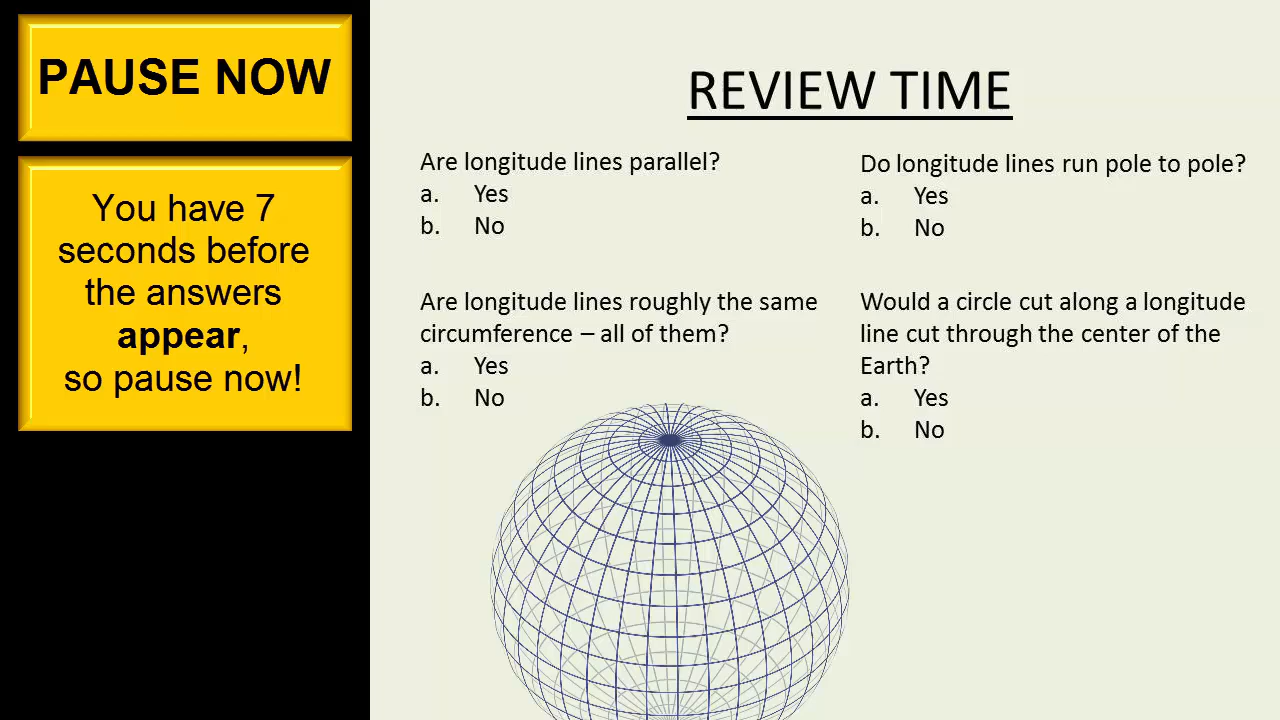 PAUSE NOW
You have 7
seconds before
the answers
appear,
so pause now!
REVIEW TIME
Are longitude lines parallel?
a. Yes
b. No
Do longitude lines run pole to pole?
a. Yes
b. No
Are longitude lines roughly the same
circumference – all of them?
a. Yes
b. No
Would a circle cut along a longitude
line cut through the center of the
Earth?
a. Yes
b. No